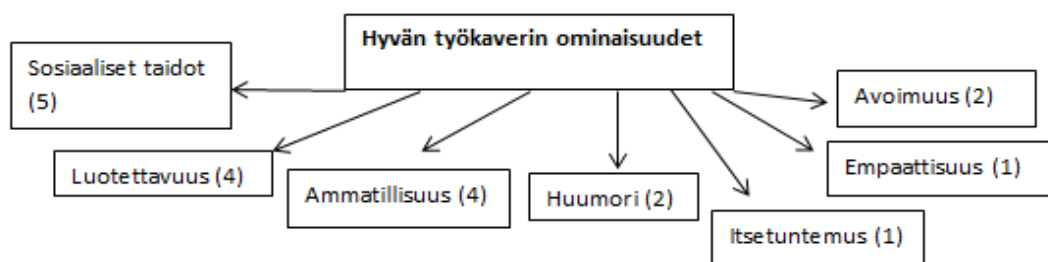 Hyvän työkaverin ominaisuudet
Sosiaaliset taidot
(5)
Luotettavuus (4)
Ammatillisuus (4)
Huumori (2)
Itsetuntemus (1)
Empaattisuus (1)
Avoimuus (2)